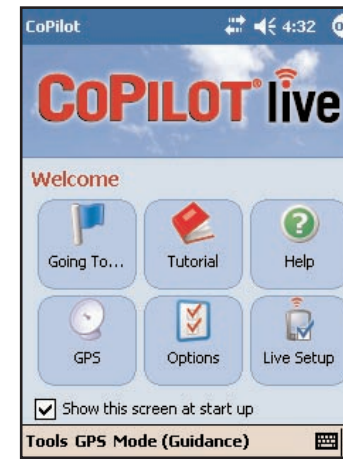 CoPilot 4:32
CoPILOT® live
Welcome
Going To... Tutorial Help
GPS Options Live Setup
Show this screen at start up
Tools GPS Mode (Guidance)